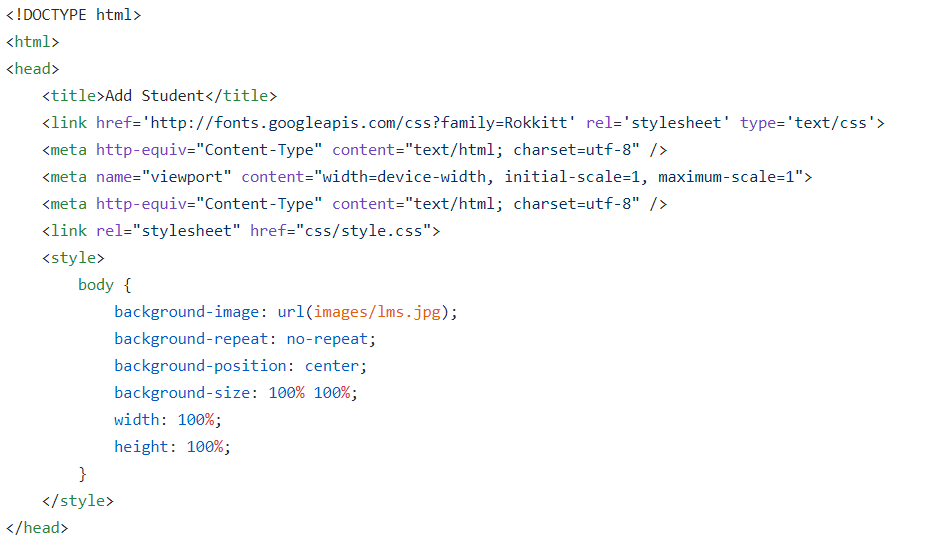 <!DOCTYPE html>
<html>
<head>
    <title>Add Student</title>
    <link href='http://fonts.googleapis.com/css?family=Rokkitt' rel='stylesheet' type='text/css'>
    <meta http-equiv="Content-Type" content="text/html; charset=utf-8" />
    <meta name="viewport" content="width=device-width, initial-scale=1, maximum-scale=1">
    <meta http-equiv="Content-Type" content="text/html; charset=utf-8" />
    <link rel="stylesheet" href="css/style.css">
    <style>
        body {
            background-image: url(images/lms.jpg);
            background-repeat: no-repeat;
            background-position: center;
            background-size: 100% 100%;
            width: 100%;
            height: 100%;
        }
    </style>
</head>